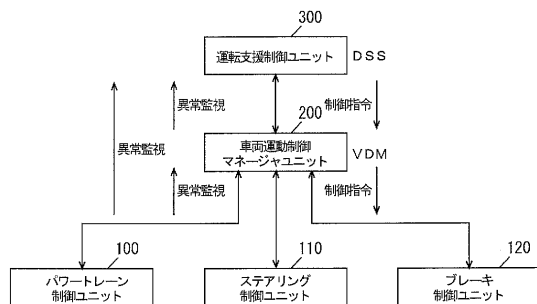 300
運転支援制御ユニット DSS
異常監視 制御指令
200
異常監視 車両運動制御
マネージャユニット VDM
異常監視 制御指令
100 110 120
パワートレーン ステアリング ブレーキ
制御ユニット 制御ユニット 制御ユニット